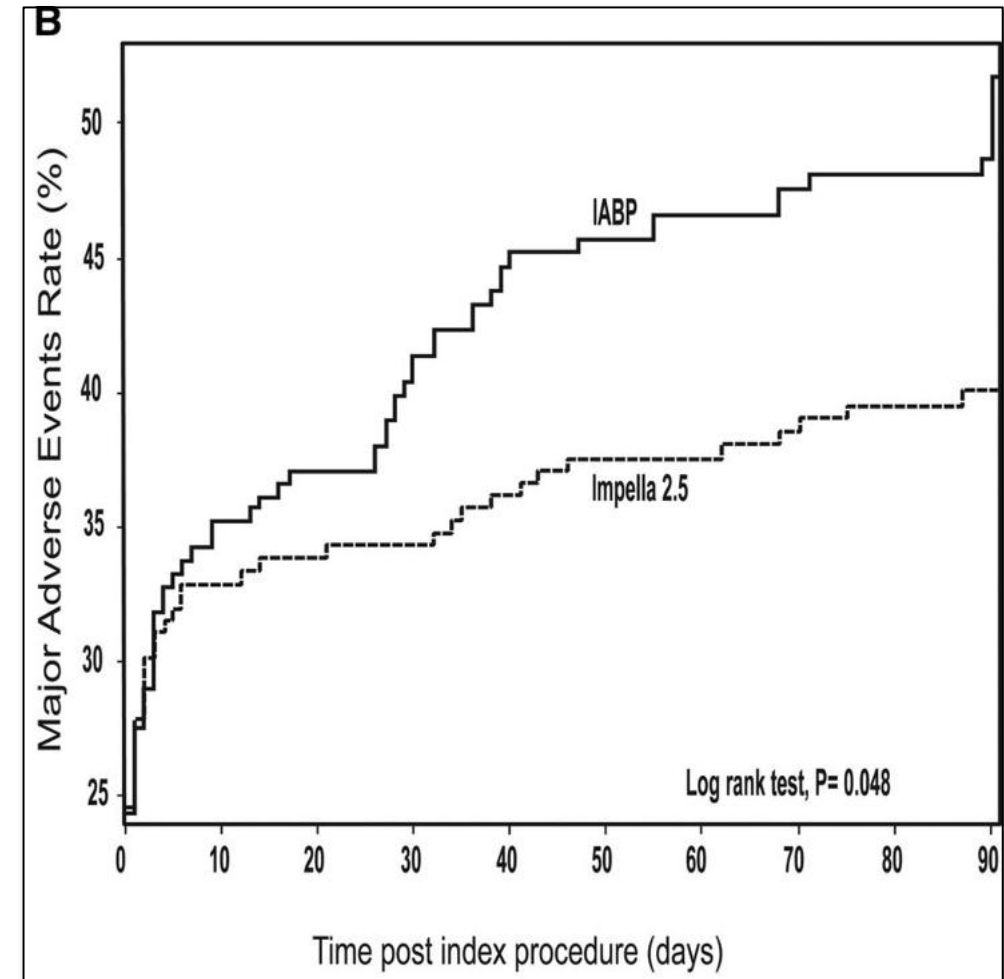 B
Major Adverse Events Rate (%)
50
45
40
35
30
25
IABP
Impella 2.5
Log rank test, P= 0.048
0 10 20 30 40 50 60 70 80 90
Time post index procedure (days)